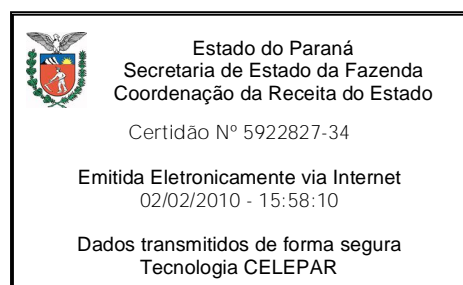 Estado do Paraná
Secretaria de Estado da Fazenda
Coordenação da Receita do Estado
Certidão Nº 5922827-34
Emitida Eletronicamente via Internet
02/02/2010 - 15:58:10
Dados transmitidos de forma segura
Tecnologia CELEPAR